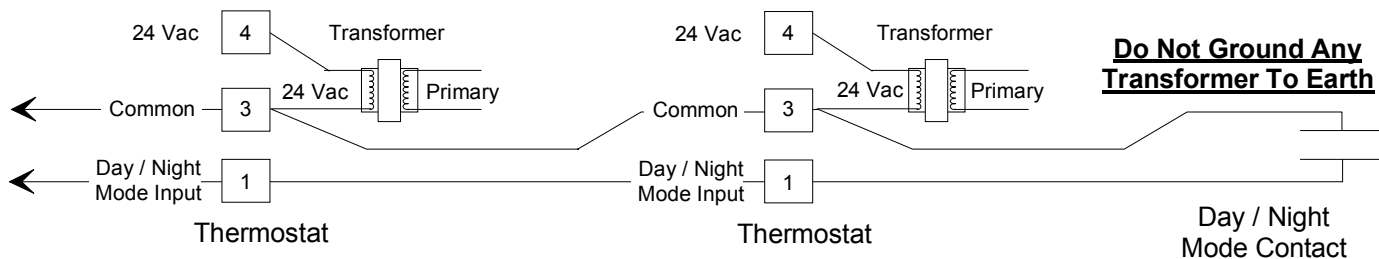 24 Vac 4 Transformer
24 Vac Primary
Common 3
Day / Night
Mode Input
1
Thermostat
24 Vac 4 Transformer
24 Vac Primary
Common 3
Day / Night
Mode Input
1
Thermostat
Do Not Ground Any
Transformer To Earth
Day / Night
Mode Contact